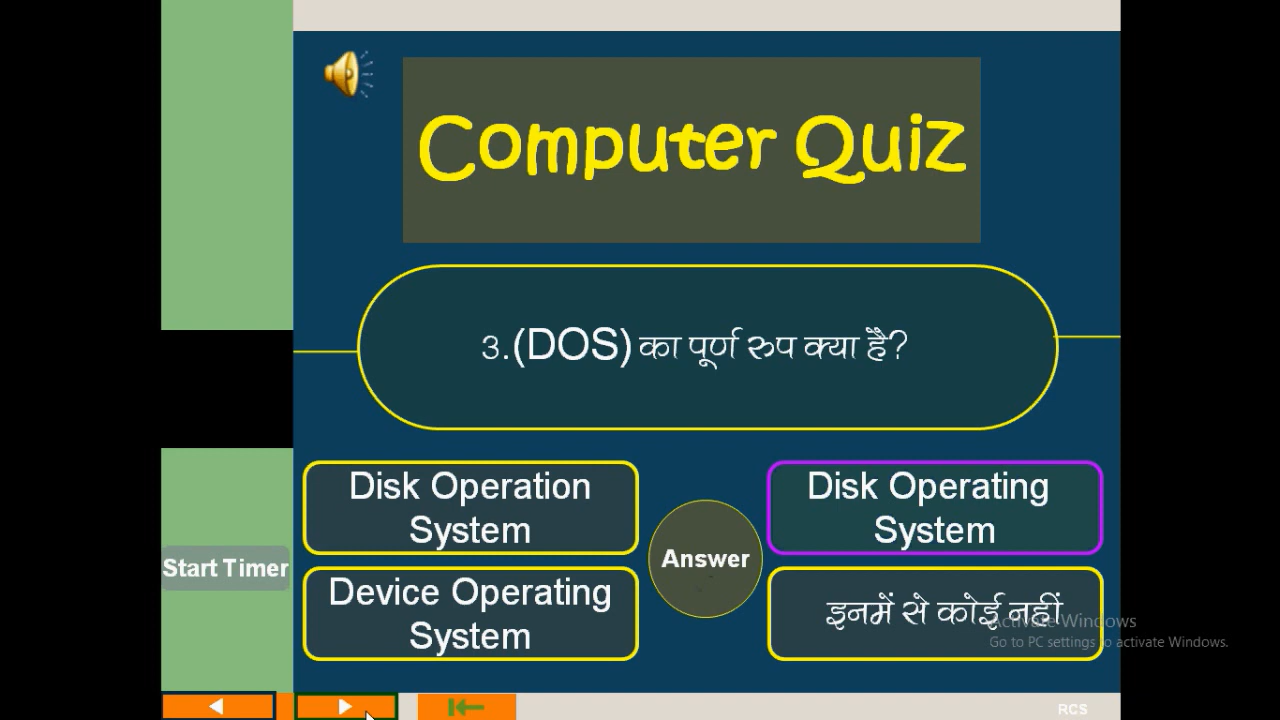 Computer Quiz
3.(DOS) का पूर्ण रुप क्या है?
Disk Operation
System
Disk Operating
System
Answer
Start Timer
Device Operating
System
इनमें से कोई नहीं
Activate Windows
Go to PC settings to activate Windows.
RCS